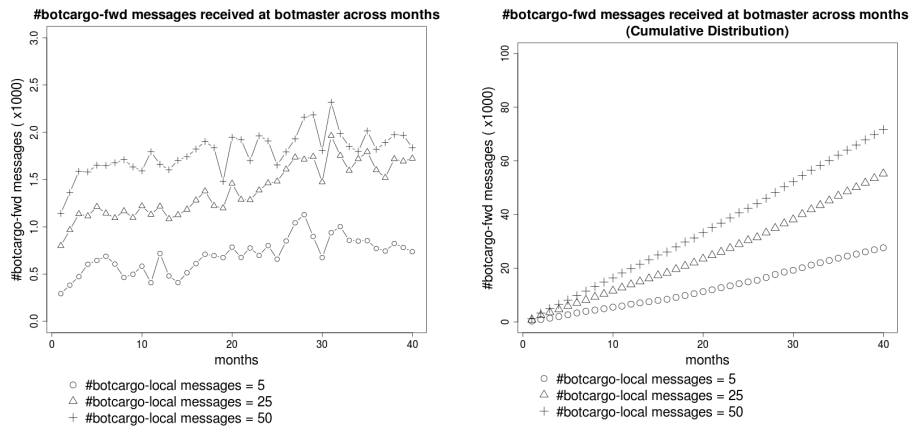 #botcargo-fwd messages received at botmaster across months
#botcargo-fwd messages ( x1000)
3.0
2.5
2.0
1.5
1.0
0.5
0.0
0 10 20 30 40
months
#botcargo-local messages = 5
#botcargo-local messages = 25
#botcargo-local messages = 50
#botcargo-fwd messages received at botmaster across months
(Cumulative Distribution)
#botcargo-fwd messages ( x1000)
100
80
60
40
20
0
0 10 20 30 40
months
#botcargo-local messages = 5
#botcargo-local messages = 25
#botcargo-local messages = 50